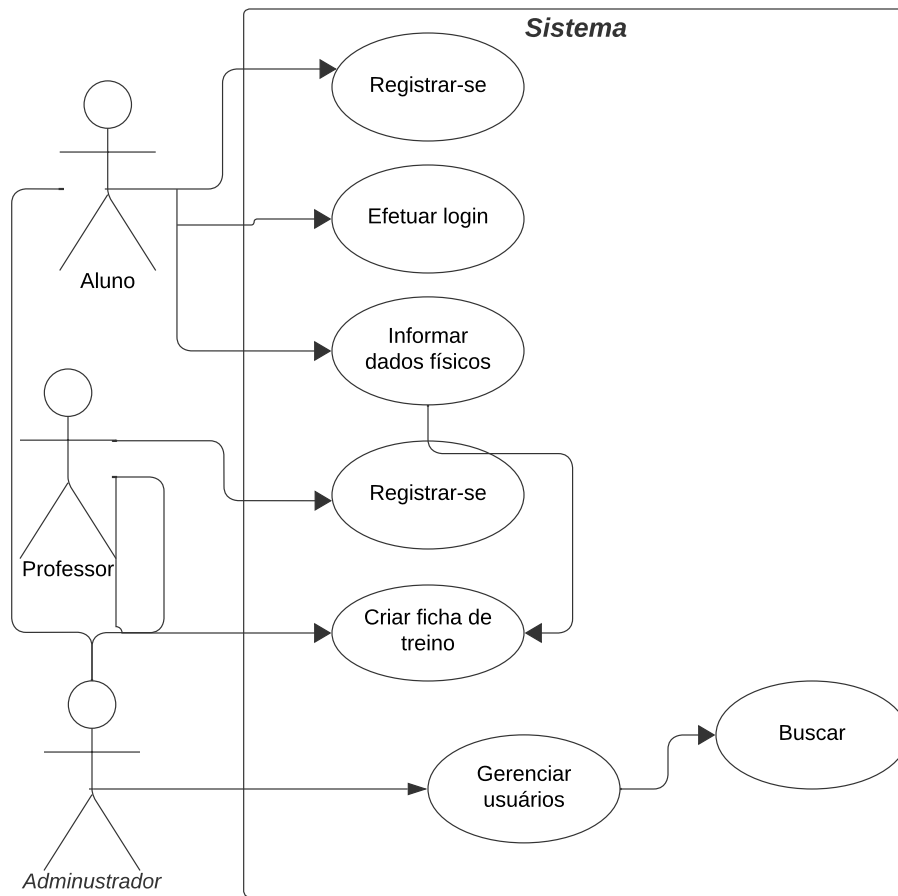 Sistema
Registrar-se
Efetuar login
Aluno
Informar
dados físicos
Registrar-se
Professor
Criar ficha de
treino
Buscar
Gerenciar
usuários
Adminustrador